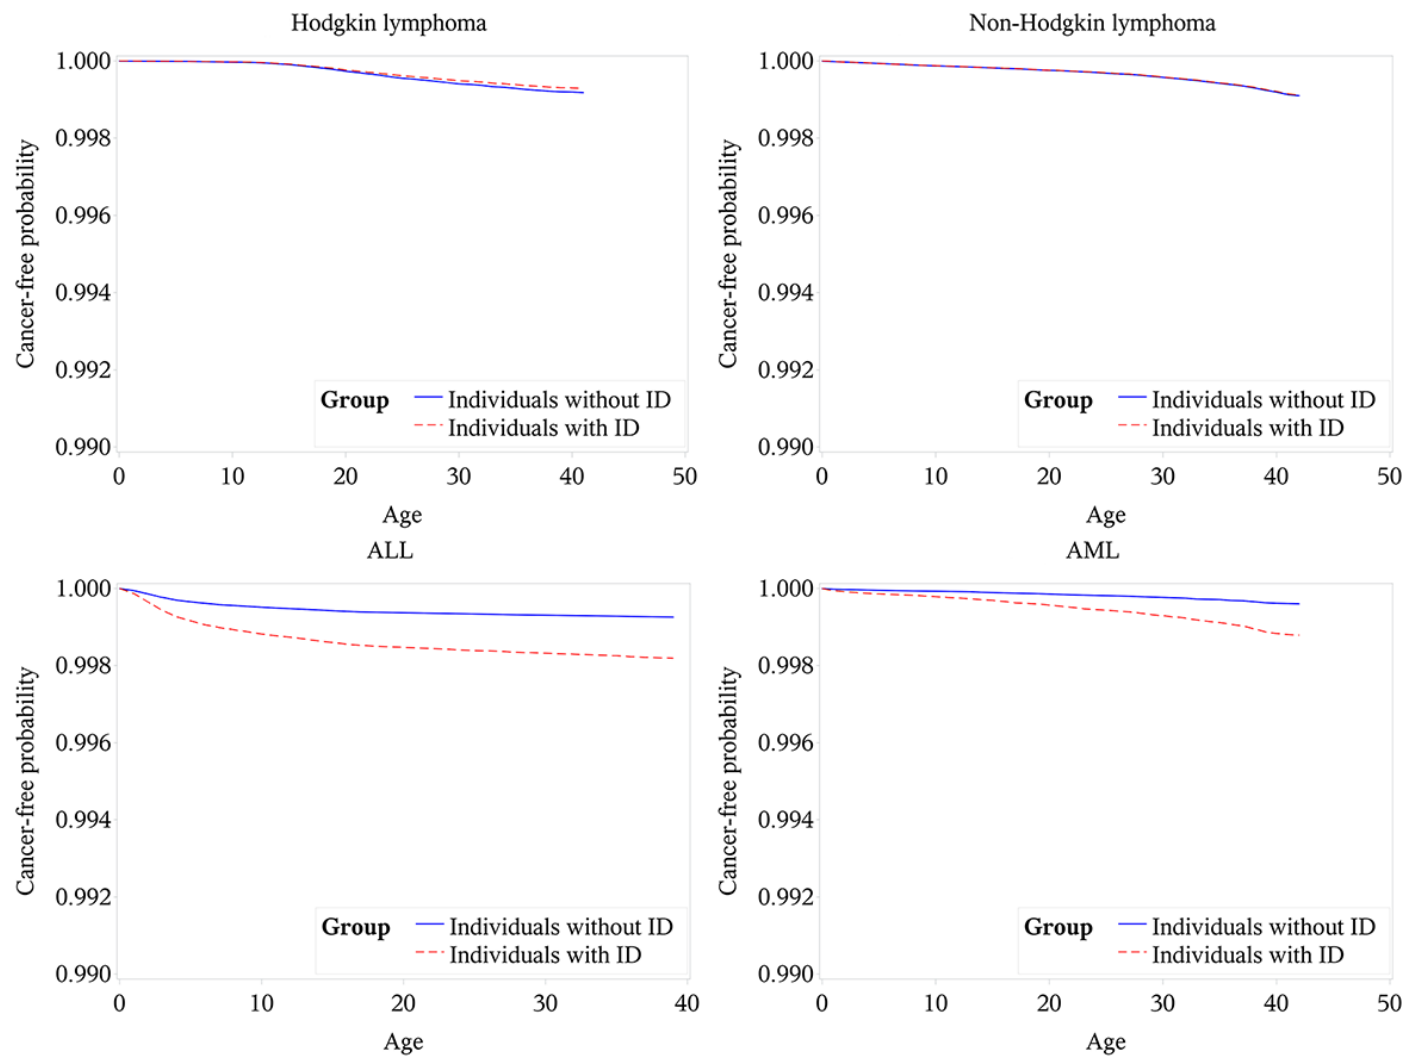 Hodgkin lymphoma
Cancer-free probability
1.000
0.998
0.996
0.994
0.992
0.990
Group
Individuals without ID
Individuals with ID
0 10 20 30 40 50
Age
Non-Hodgkin lymphoma
Cancer-free probability
1.000
0.998
0.996
0.994
0.992
0.990
Group
Individuals without ID
Individuals with ID
0 10 20 30 40 50
Age
ALL
Cancer-free probability
1.000
0.998
0.996
0.994
0.992
0.990
Group
Individuals without ID
Individuals with ID
0 10 20 30 40
Age
AML
Cancer-free probability
1.000
0.998
0.996
0.994
0.992
0.990
Group
Individuals without ID
Individuals with ID
0 10 20 30 40 50
Age